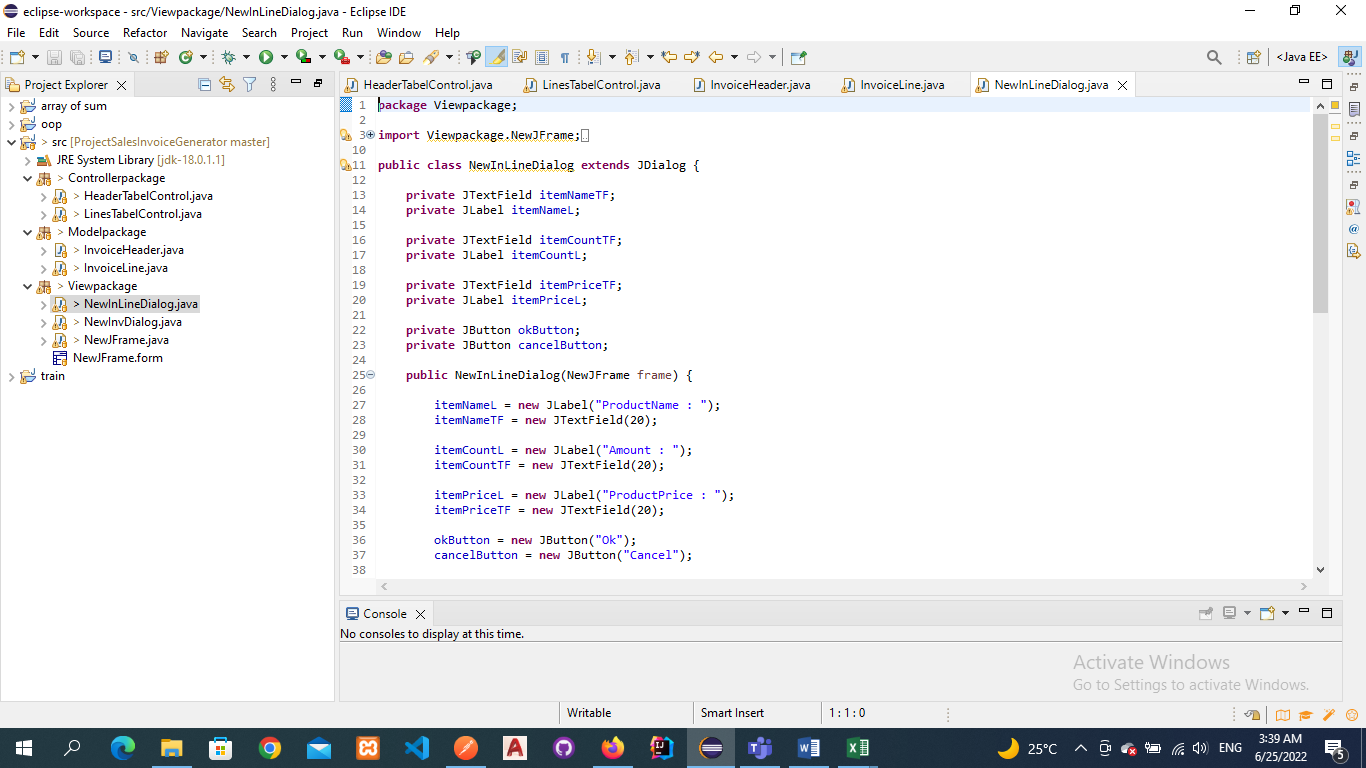 eclipse-workspace - src/Viewpackage/NewInLineDialog.java - Eclipse IDE
File Edit Source Refactor Navigate Search Project Run Window Help
<Java EE>
Project Explorer
array of sum
oop
> src [ProjectSalesInvoiceGenerator master]
JRE System Library [jdk-18.0.1.1]
> Controllerpackage
> HeaderTabelControl.java
> LinesTabelControl.java
> Modelpackage
> InvoiceHeader.java
> InvoiceLine.java
> Viewpackage
> NewInLineDialog.java
> NewInvDialog.java
> NewJFrame.java
NewJFrame.form
train
HeaderTabelControl.java LinesTabelControl.java InvoiceHeader.java InvoiceLine.java NewInLineDialog.java
1 package Viewpackage;
2
3 import Viewpackage.NewJFrame;
10
11 public class NewInLineDialog extends JDialog {
12
13 private JTextField itemNameTF;
14 private JLabel itemNameL;
15
16 private JTextField itemCountTF;
17 private JLabel itemCountL;
18
19 private JTextField itemPriceTF;
20 private JLabel itemPriceL;
21
22 private JButton okButton;
23 private JButton cancelButton;
24
25 public NewInLineDialog(NewJFrame frame) {
26
27 itemNameL = new JLabel("ProductName : ");
28 itemNameTF = new JTextField(20);
29
30 itemCountL = new JLabel("Amount : ");
31 itemCountTF = new JTextField(20);
32
33 itemPriceL = new JLabel("ProductPrice : ");
34 itemPriceTF = new JTextField(20);
35
36 okButton = new JButton("Ok");
37 cancelButton = new JButton("Cancel");
38
Console
No consoles to display at this time.
Activate Windows
Go to Settings to activate Windows.
Writable Smart Insert 1 : 1 : 0
25°C ENG 3:39 AM
6/25/2022
5